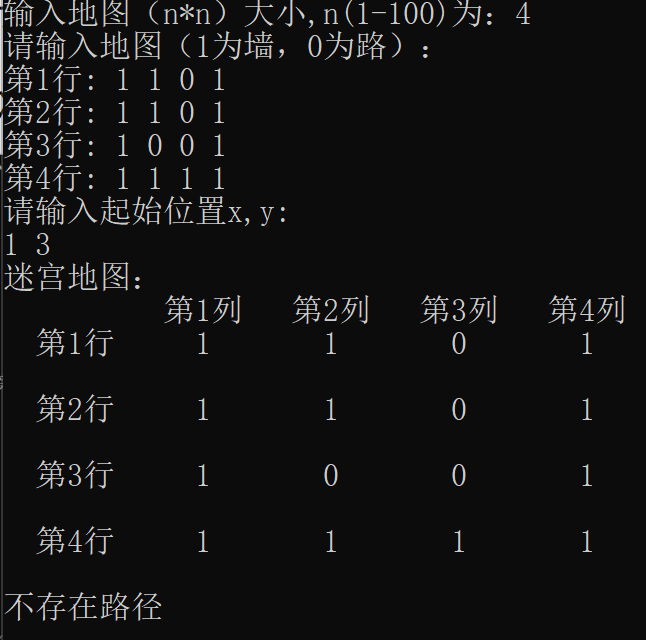 输入地图（n*n）大小,n(1-100)为：4
请输入地图（1为墙，0为路）：
第1行：1 1 0 1
第2行：1 1 0 1
第3行：1 0 0 1
第4行：1 1 1 1
请输入起始位置x,y:
1 3
迷宫地图：
第1列 第2列 第3列 第4列
第1行 1 1 0 1
第2行 1 1 0 1
第3行 1 0 0 1
第4行 1 1 1 1
不存在路径